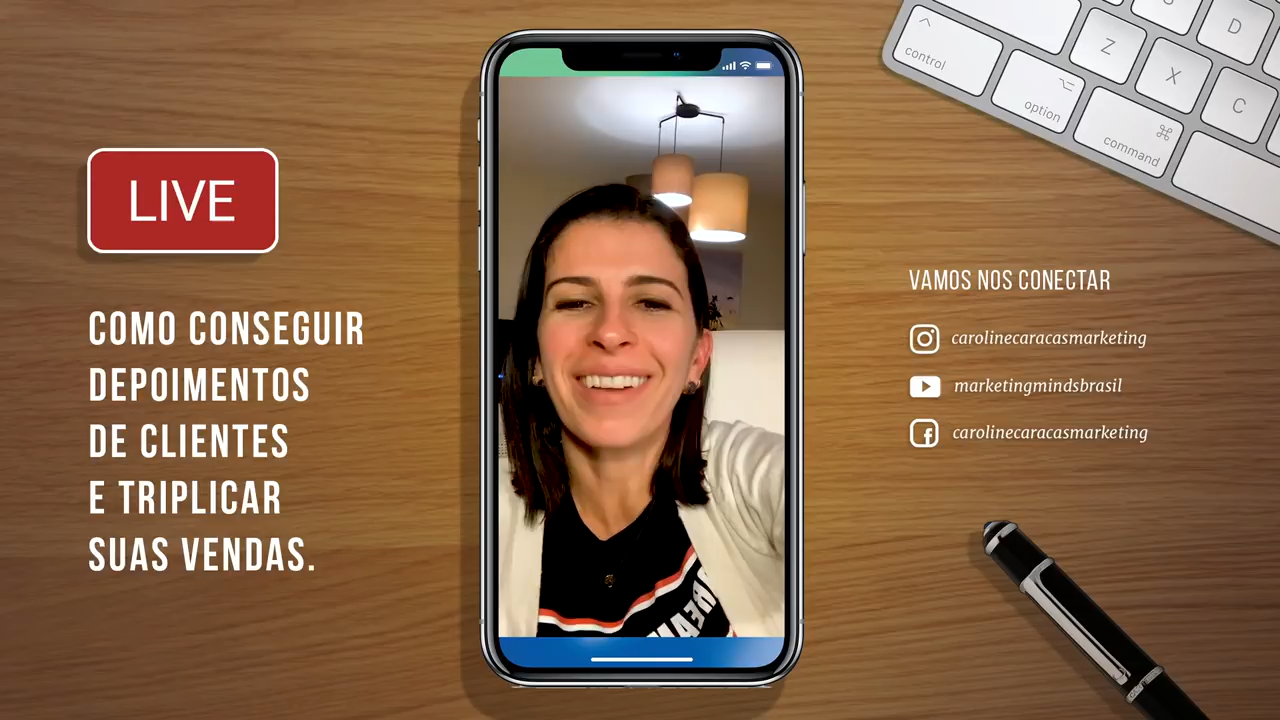 LIVE
COMO CONSEGUIR
DEPOIMENTOS
DE CLIENTES
E TRIPLICAR
SUAS VENDAS.
VAMOS NOS CONECTAR
carolinecaracasmarketing
marketingmindsbrasil
carolinecaracasmarketing
control
option
command
Z
X
C
S
D